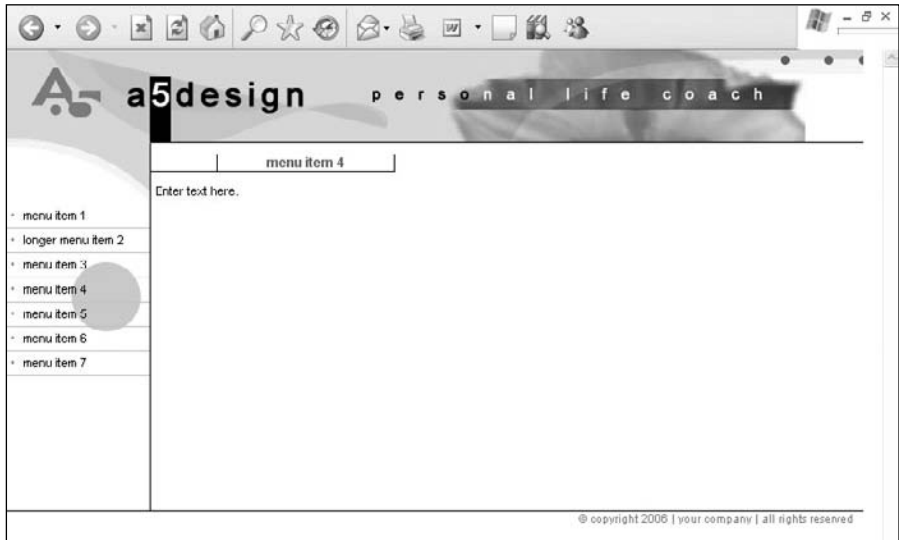 A5 a5design personal life coach
menu item 4
Enter text here.
menu item 1
longer menu item 2
menu item 3
menu item 4
menu item 5
menu item 6
menu item 7
© copyright 2006 | your company | all rights reserved